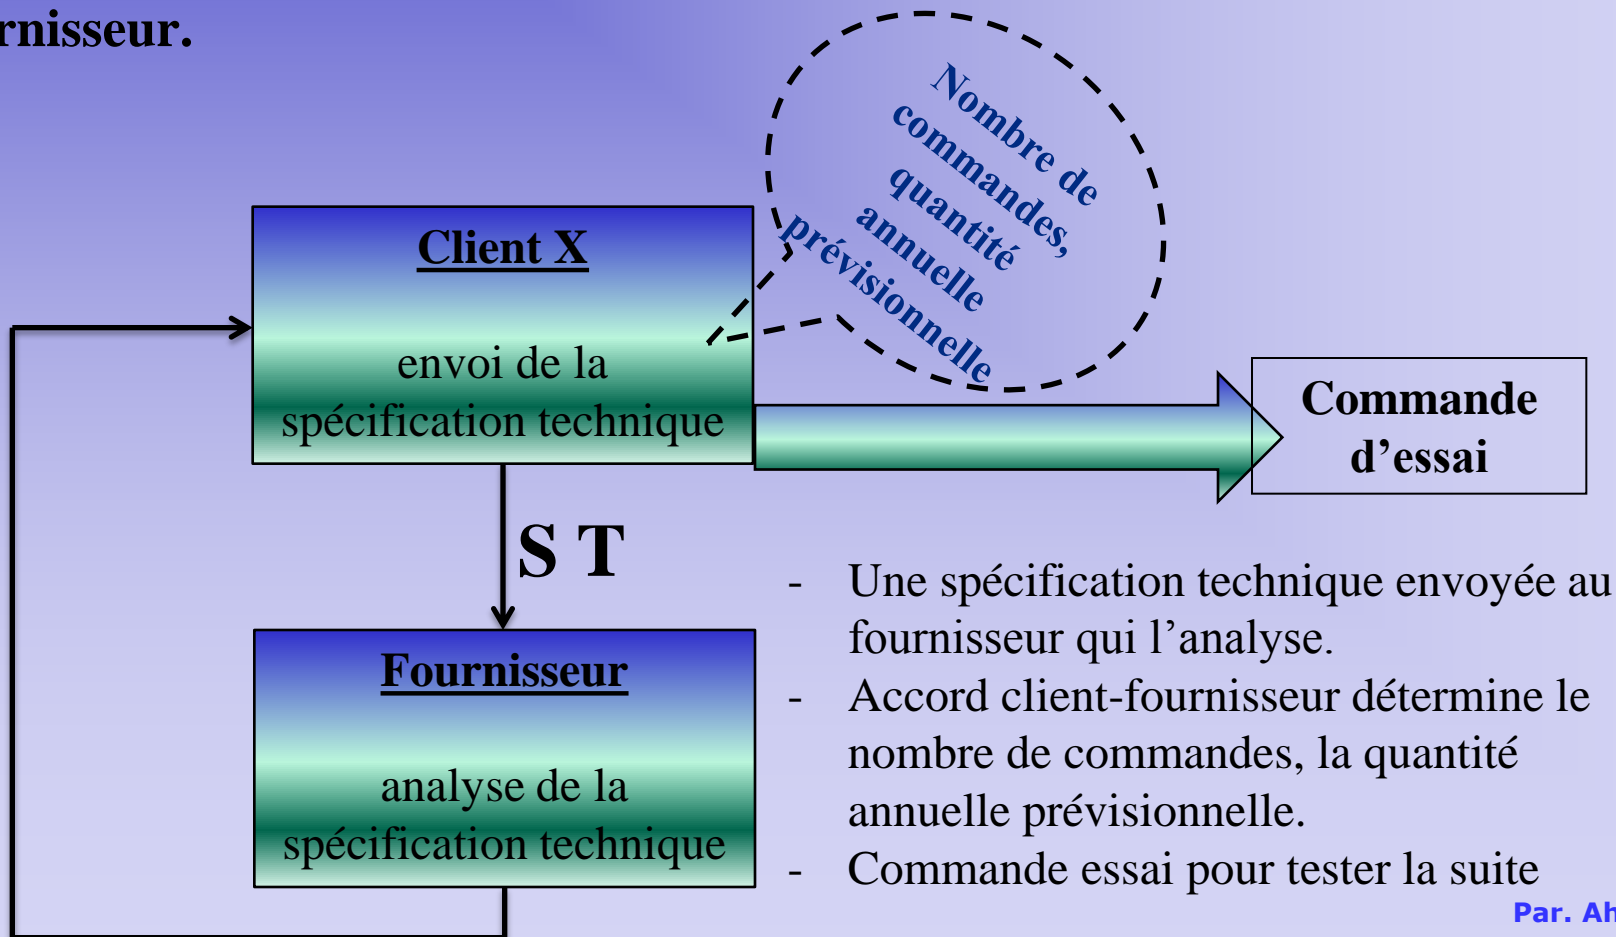 rnisseur.
Nombre de
commandes,
quantité
annuelle
prévisionnelle
Client X
envoi de la
spécification technique
Commande
d’essai
S T
Fournisseur
analyse de la
spécification technique
- Une spécification technique envoyée au
fournisseur qui l’analyse.
- Accord client-fournisseur détermine le
nombre de commandes, la quantité
annuelle prévisionnelle.
- Commande essai pour tester la suite
Par. Ah